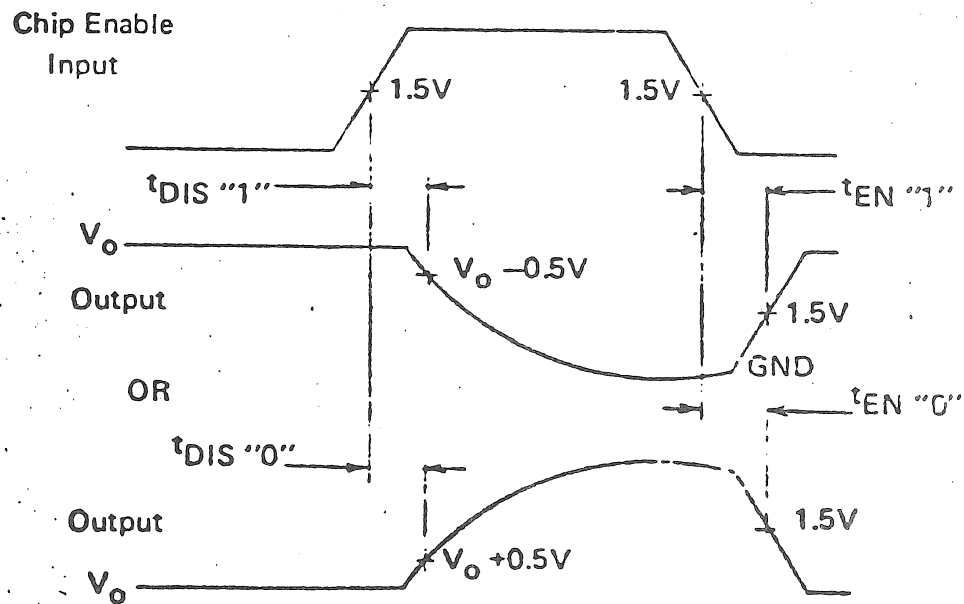 Chip Enable
Input
1.5V 1.5V
tDIS "1" tEN "1"
Vo
Vo −0.5V
Output
1.5V
GND
OR
tEN "0"
tDIS "0"
Output
1.5V
Vo +0.5V
Vo